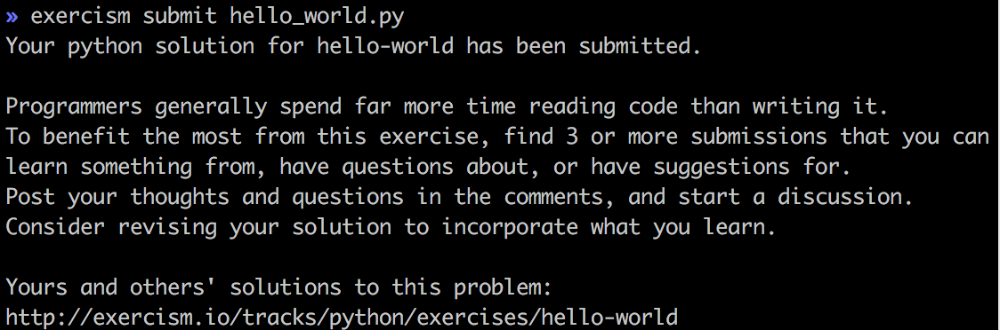 » exercism submit hello_world.py
Your python solution for hello-world has been submitted.
Programmers generally spend far more time reading code than writing it.
To benefit the most from this exercise, find 3 or more submissions that you can
learn something from, have questions about, or have suggestions for.
Post your thoughts and questions in the comments, and start a discussion.
Consider revising your solution to incorporate what you learn.
Yours and others' solutions to this problem:
http://exercism.io/tracks/python/exercises/hello-world